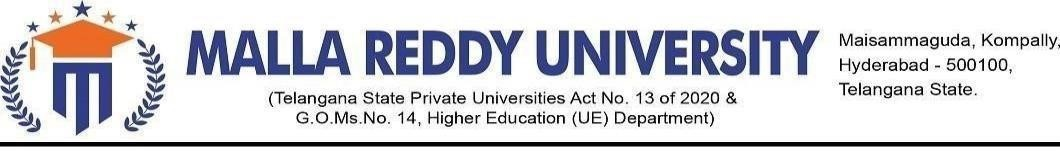 MALLA REDDY UNIVERSITY
(Telangana State Private Universities Act No. 13 of 2020 &
G.O.Ms.No. 14, Higher Education (UE) Department)
Maisammaguda, Kompally,
Hyderabad - 500100,
Telangana State.